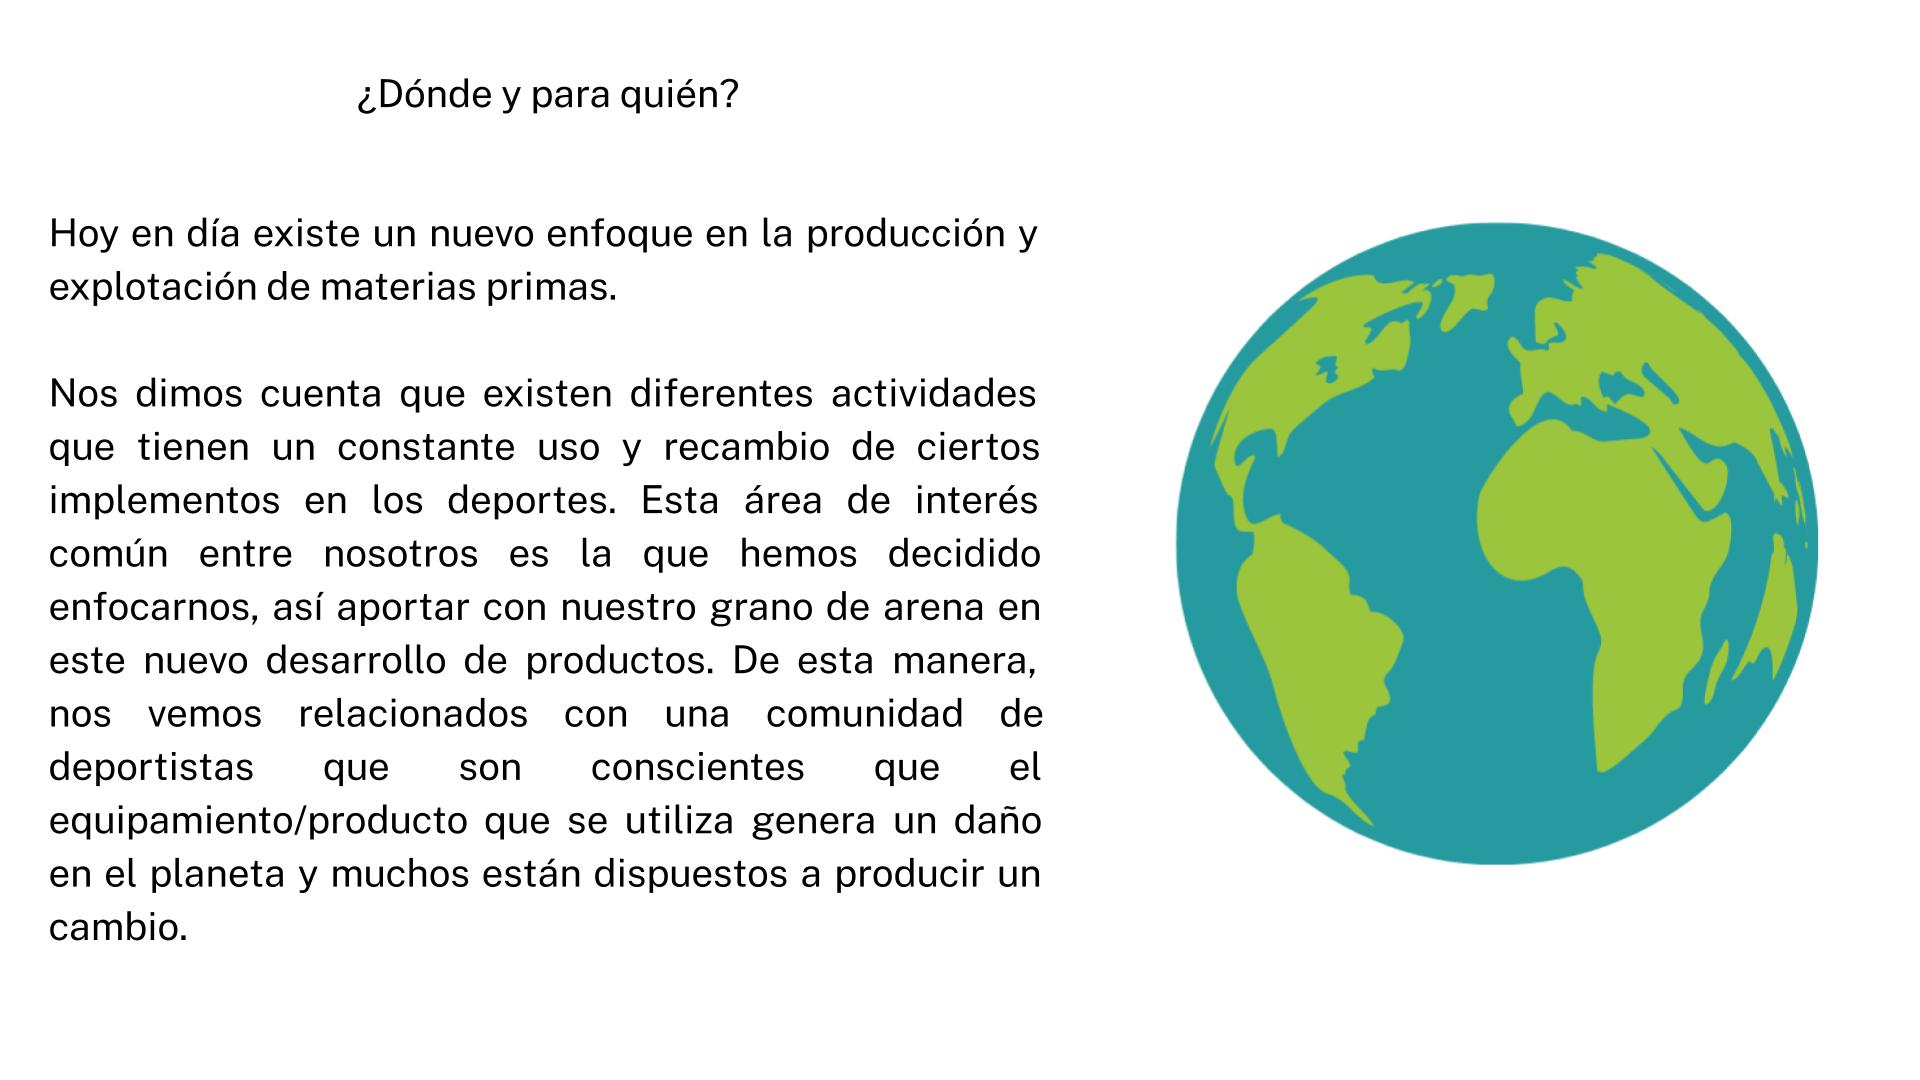 ¿Dónde y para quién?
Hoy en día existe un nuevo enfoque en la producción y
explotación de materias primas.
Nos dimos cuenta que existen diferentes actividades
que tienen un constante uso y recambio de ciertos
implementos en los deportes. Esta área de interés
común entre nosotros es la que hemos decidido
enfocarnos, así aportar con nuestro grano de arena en
este nuevo desarrollo de productos. De esta manera,
nos vemos relacionados con una comunidad de
deportistas que son conscientes que el
equipamiento/producto que se utiliza genera un daño
en el planeta y muchos están dispuestos a producir un
cambio.